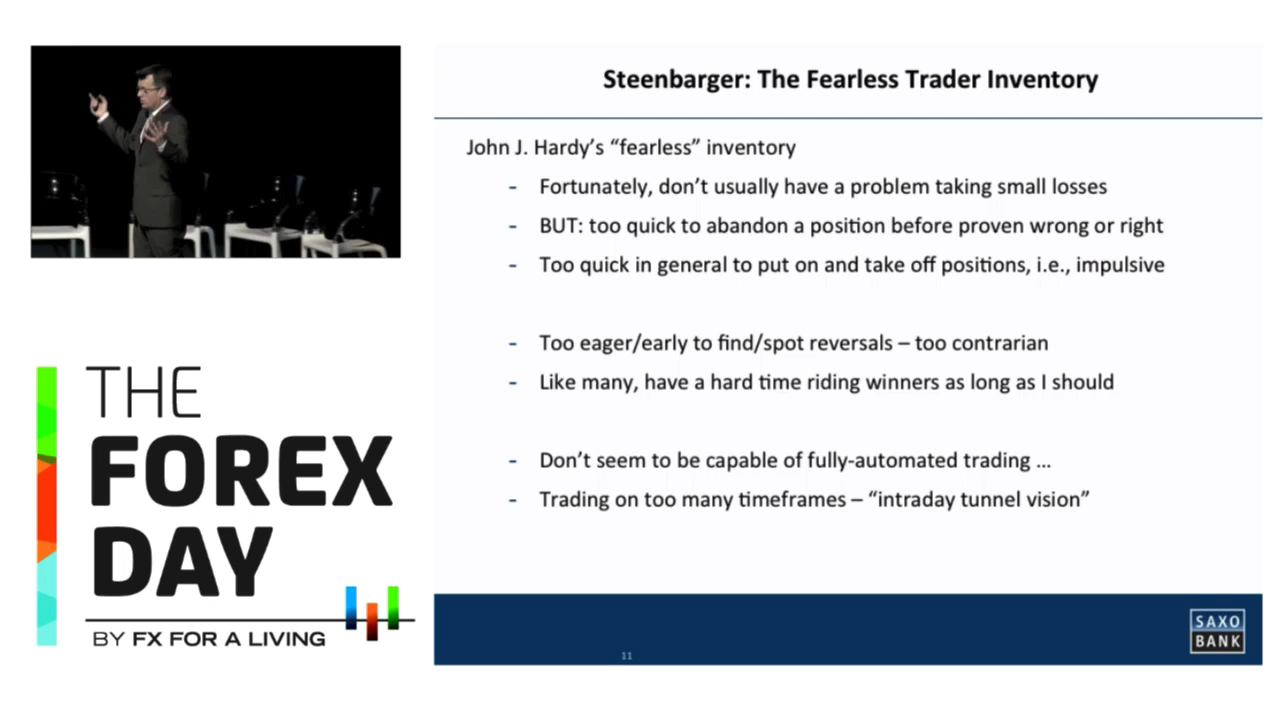 Steenbarger: The Fearless Trader Inventory
John J. Hardy’s “fearless” inventory
- Fortunately, don’t usually have a problem taking small losses
- BUT: too quick to abandon a position before proven wrong or right
- Too quick in general to put on and take off positions, i.e., impulsive
- Too eager/early to find/spot reversals – too contrarian
- Like many, have a hard time riding winners as long as I should
- Don’t seem to be capable of fully-automated trading ...
- Trading on too many timeframes – “intraday tunnel vision”
THE
FOREX
DAY
BY FX FOR A LIVING
11
SAXO
BANK